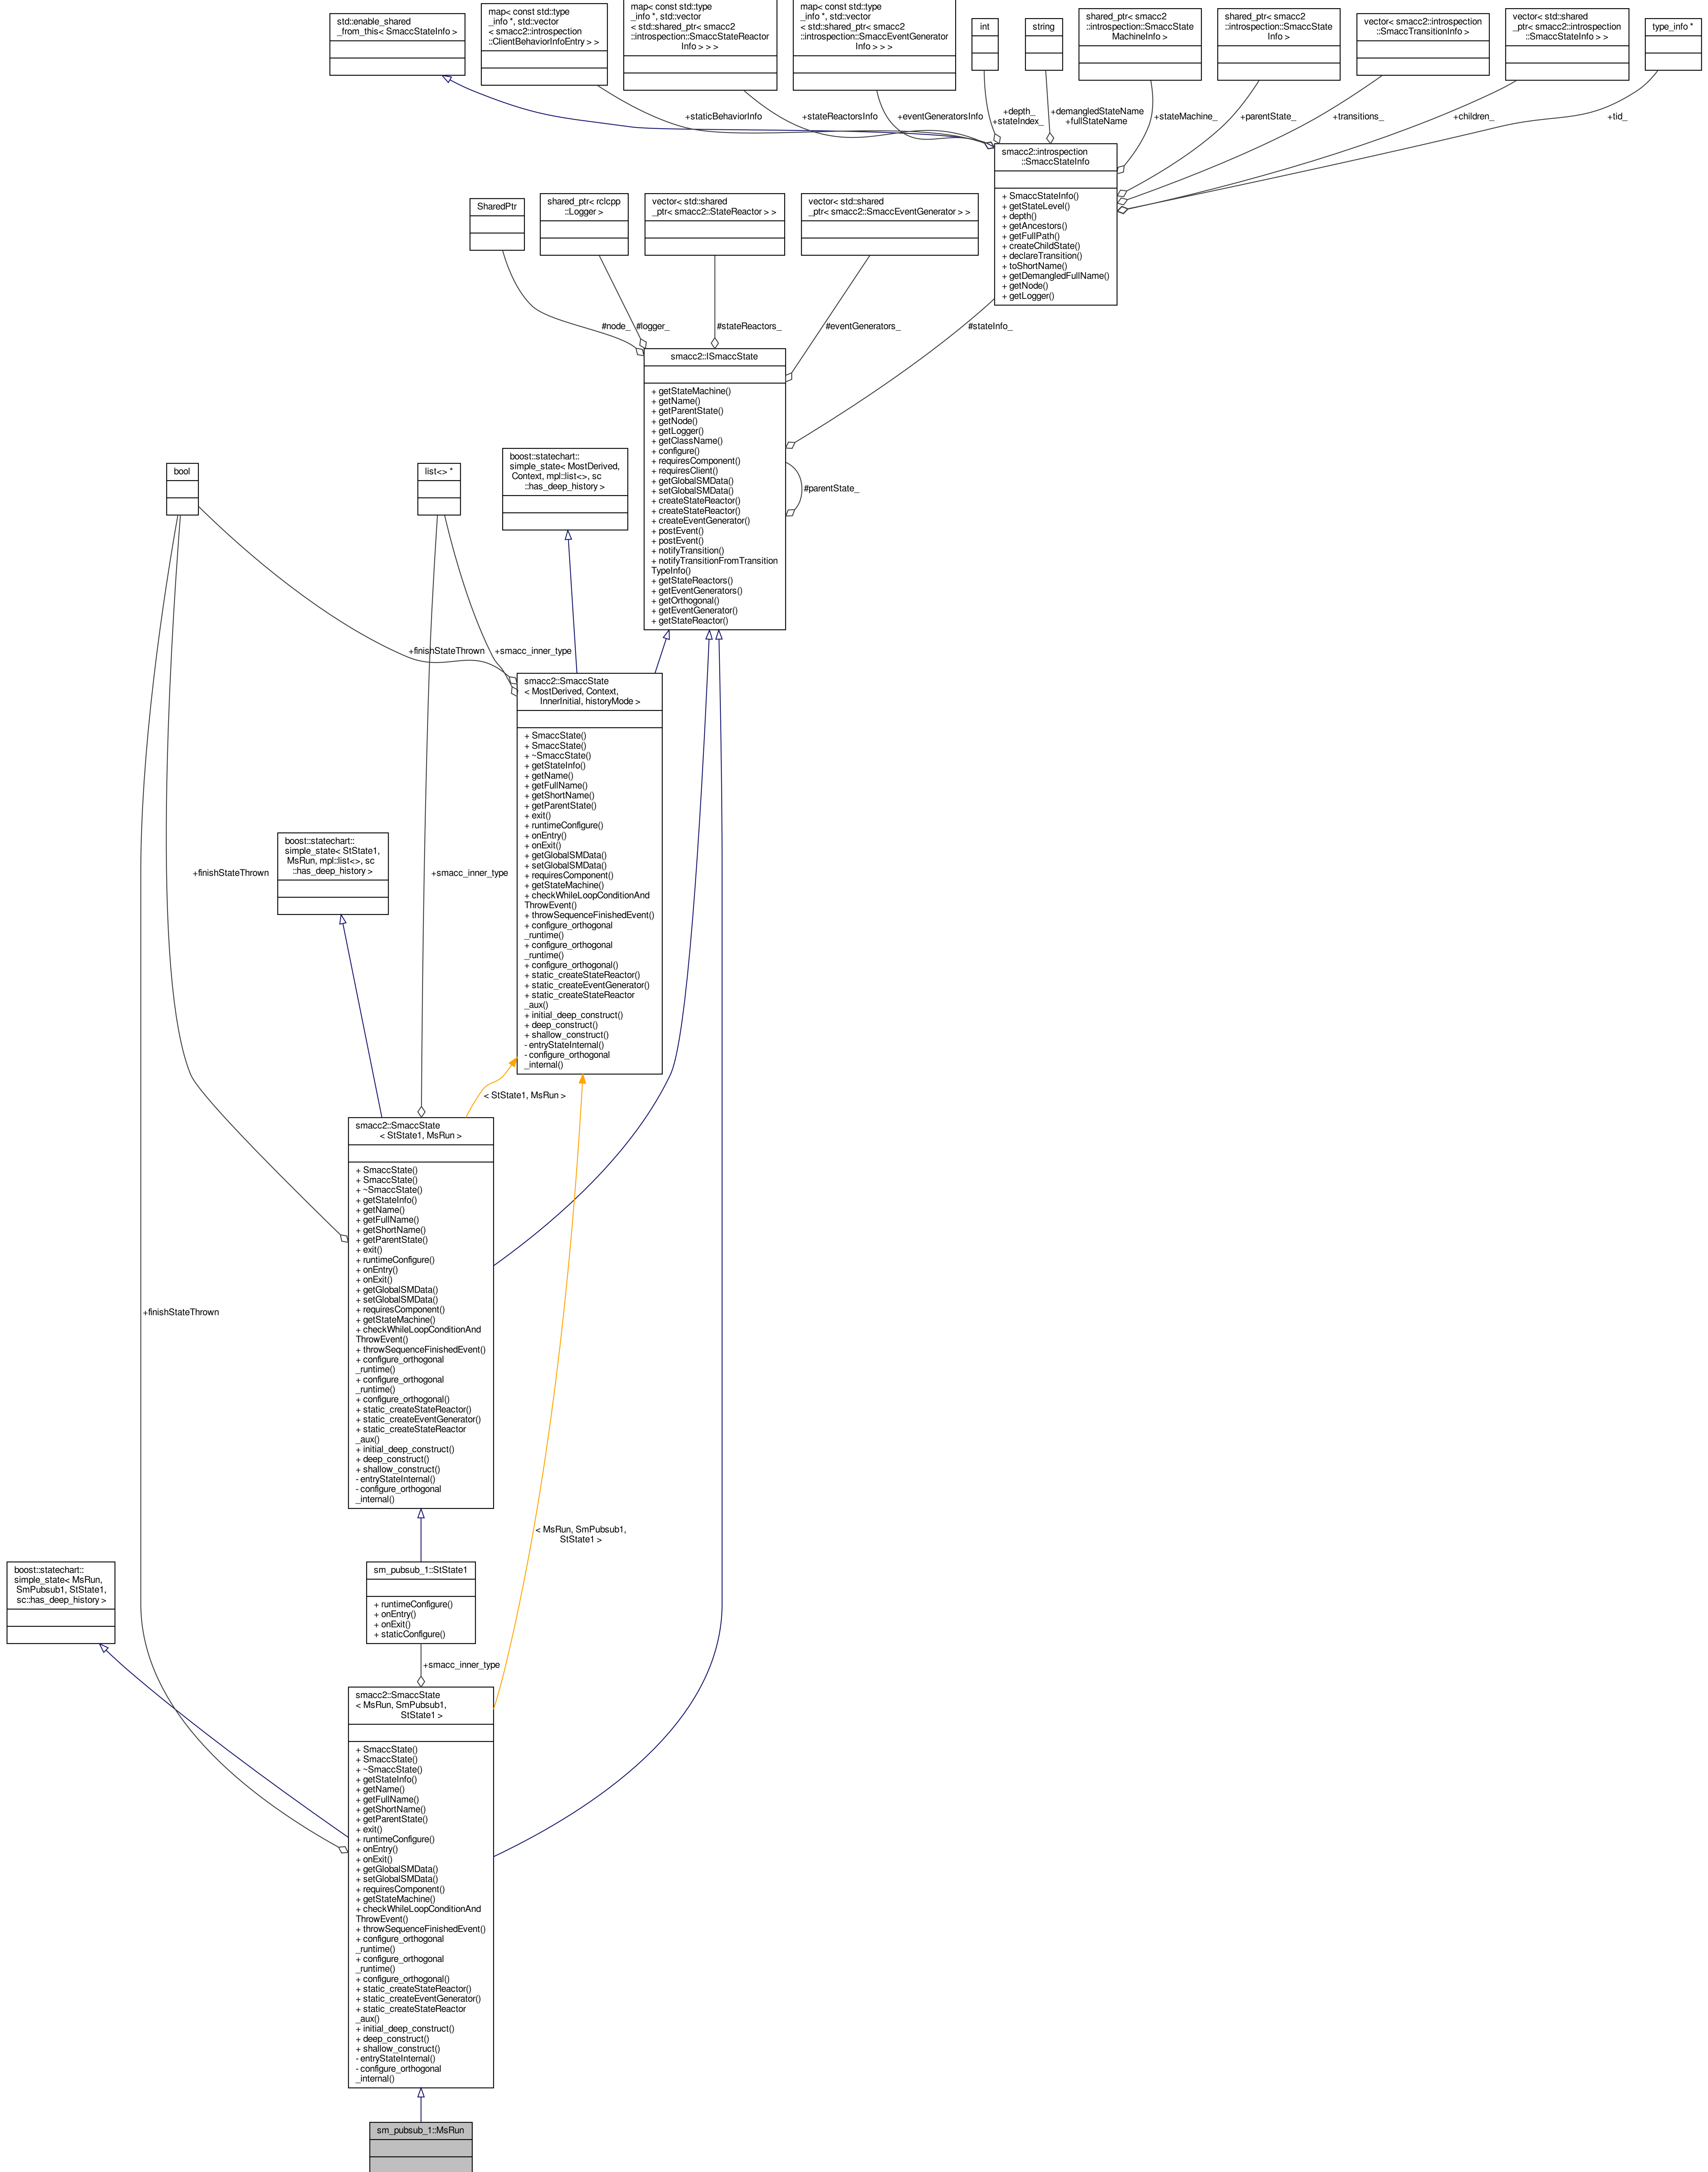 std::enable_shared
_from_this< SmaccStateInfo >
map< const std::type
_info *, std::vector
< smacc2::introspection
::ClientBehaviorInfoEntry > >
map< const std::type
_info *, std::vector
< std::shared_ptr< smacc2
::introspection::SmaccStateReactor
Info > > >
map< const std::type
_info *, std::vector
< std::shared_ptr< smacc2
::introspection::SmaccEventGenerator
Info > > >
int
string
shared_ptr< smacc2
::introspection::SmaccState
MachineInfo >
shared_ptr< smacc2
::introspection::SmaccState
Info >
vector< smacc2::introspection
::SmaccTransitionInfo >
vector< std::shared
_ptr< smacc2::introspection
::SmaccStateInfo > >
type_info *
+staticBehaviorInfo
+stateReactorsInfo
+eventGeneratorsInfo
+depth_
+stateIndex_
+demangledStateName
+fullStateName
+stateMachine_
+parentState_
+transitions_
+children_
+tid_
smacc2::introspection
::SmaccStateInfo
+ SmaccStateInfo()
+ getStateLevel()
+ depth()
+ getAncestors()
+ getFullPath()
+ createChildState()
+ declareTransition()
+ toShortName()
+ getDemangledFullName()
+ getNode()
+ getLogger()
SharedPtr
shared_ptr< rclcpp
::Logger >
vector< std::shared
_ptr< smacc2::StateReactor > >
vector< std::shared
_ptr< smacc2::SmaccEventGenerator > >
#node_
#logger_
#stateReactors_
#eventGenerators_
#stateInfo_
smacc2::ISmaccState
+ getStateMachine()
+ getName()
+ getParentState()
+ getNode()
+ getLogger()
+ getClassName()
+ configure()
+ requiresComponent()
+ requiresClient()
+ getGlobalSMData()
+ setGlobalSMData()
+ createStateReactor()
+ createStateReactor()
+ createEventGenerator()
+ postEvent()
+ postEvent()
+ notifyTransition()
+ notifyTransitionFromTransition
TypeInfo()
+ getStateReactors()
+ getEventGenerators()
+ getOrthogonal()
+ getEventGenerator()
+ getStateReactor()
#parentState_
bool
list<> *
boost::statechart::
simple_state< MostDerived,
Context, mpl::list<>, sc
::has_deep_history >
+finishStateThrown
+smacc_inner_type
smacc2::SmaccState
< MostDerived, Context,
InnerInitial, historyMode >
+ SmaccState()
+ SmaccState()
+ ~SmaccState()
+ getStateInfo()
+ getName()
+ getFullName()
+ getShortName()
+ getParentState()
+ exit()
+ runtimeConfigure()
+ onEntry()
+ onExit()
+ getGlobalSMData()
+ setGlobalSMData()
+ requiresComponent()
+ getStateMachine()
+ checkWhileLoopConditionAnd
ThrowEvent()
+ throwSequenceFinishedEvent()
+ configure_orthogonal
_runtime()
+ configure_orthogonal
_runtime()
+ configure_orthogonal()
+ static_createStateReactor()
+ static_createEventGenerator()
+ static_createStateReactor
_aux()
+ initial_deep_construct()
+ deep_construct()
+ shallow_construct()
- entryStateInternal()
- configure_orthogonal
_internal()
boost::statechart::
simple_state< StState1,
MsRun, mpl::list<>, sc
::has_deep_history >
+finishStateThrown
+smacc_inner_type
< StState1, MsRun >
smacc2::SmaccState
< StState1, MsRun >
+ SmaccState()
+ SmaccState()
+ ~SmaccState()
+ getStateInfo()
+ getName()
+ getFullName()
+ getShortName()
+ getParentState()
+ exit()
+ runtimeConfigure()
+ onEntry()
+ onExit()
+ getGlobalSMData()
+ setGlobalSMData()
+ requiresComponent()
+ getStateMachine()
+ checkWhileLoopConditionAnd
ThrowEvent()
+ throwSequenceFinishedEvent()
+ configure_orthogonal
_runtime()
+ configure_orthogonal
_runtime()
+ configure_orthogonal()
+ static_createStateReactor()
+ static_createEventGenerator()
+ static_createStateReactor
_aux()
+ initial_deep_construct()
+ deep_construct()
+ shallow_construct()
- entryStateInternal()
- configure_orthogonal
_internal()
+finishStateThrown
< MsRun, SmPubsub1,
StState1 >
boost::statechart::
simple_state< MsRun,
SmPubsub1, StState1,
sc::has_deep_history >
sm_pubsub_1::StState1
+ runtimeConfigure()
+ onEntry()
+ onExit()
+ staticConfigure()
+smacc_inner_type
smacc2::SmaccState
< MsRun, SmPubsub1,
StState1 >
+ SmaccState()
+ SmaccState()
+ ~SmaccState()
+ getStateInfo()
+ getName()
+ getFullName()
+ getShortName()
+ getParentState()
+ exit()
+ runtimeConfigure()
+ onEntry()
+ onExit()
+ getGlobalSMData()
+ setGlobalSMData()
+ requiresComponent()
+ getStateMachine()
+ checkWhileLoopConditionAnd
ThrowEvent()
+ throwSequenceFinishedEvent()
+ configure_orthogonal
_runtime()
+ configure_orthogonal
_runtime()
+ configure_orthogonal()
+ static_createStateReactor()
+ static_createEventGenerator()
+ static_createStateReactor
_aux()
+ initial_deep_construct()
+ deep_construct()
+ shallow_construct()
- entryStateInternal()
- configure_orthogonal
_internal()
sm_pubsub_1::MsRun